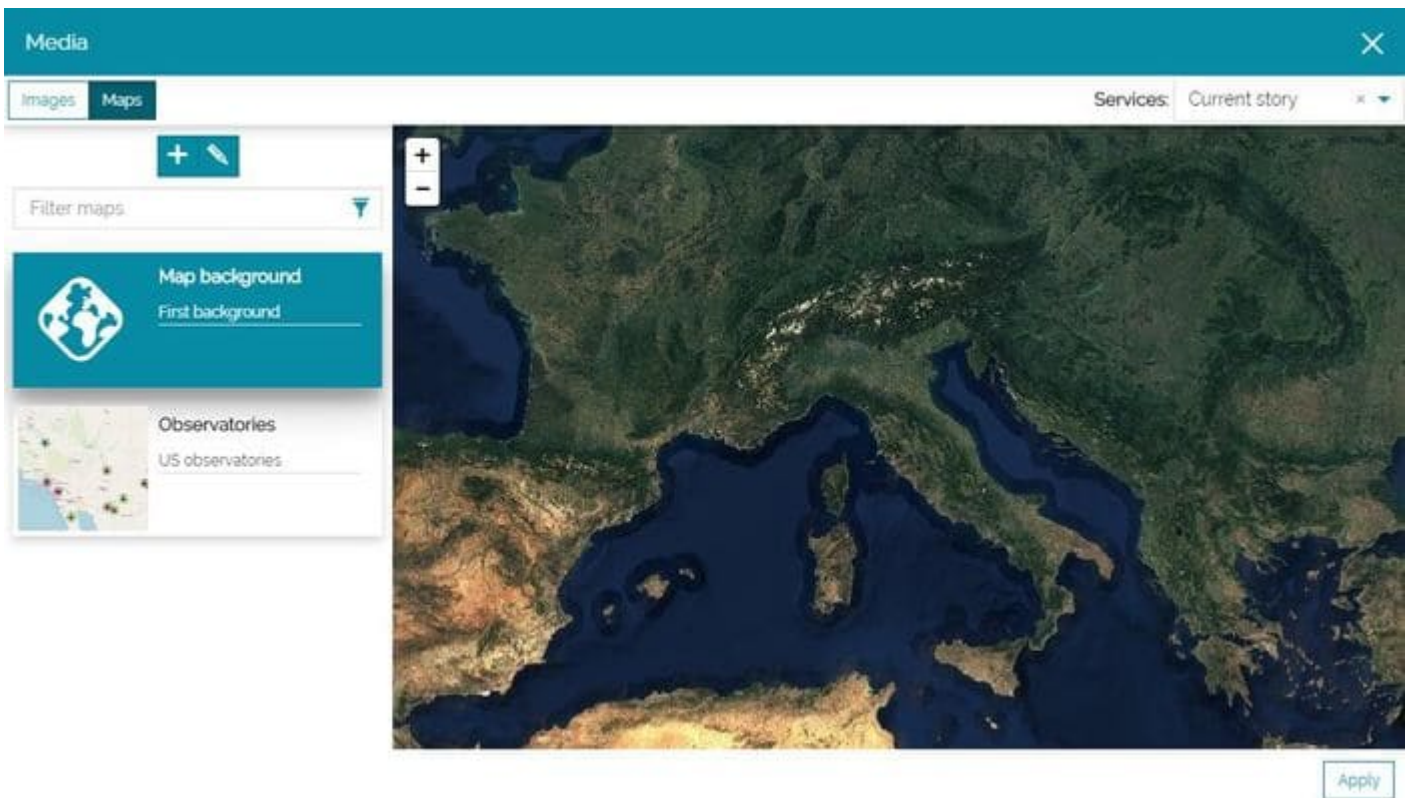 Media
Images Maps
Services: Current story
Filter maps
Map background
First background
Observatories
US observatories
Apply